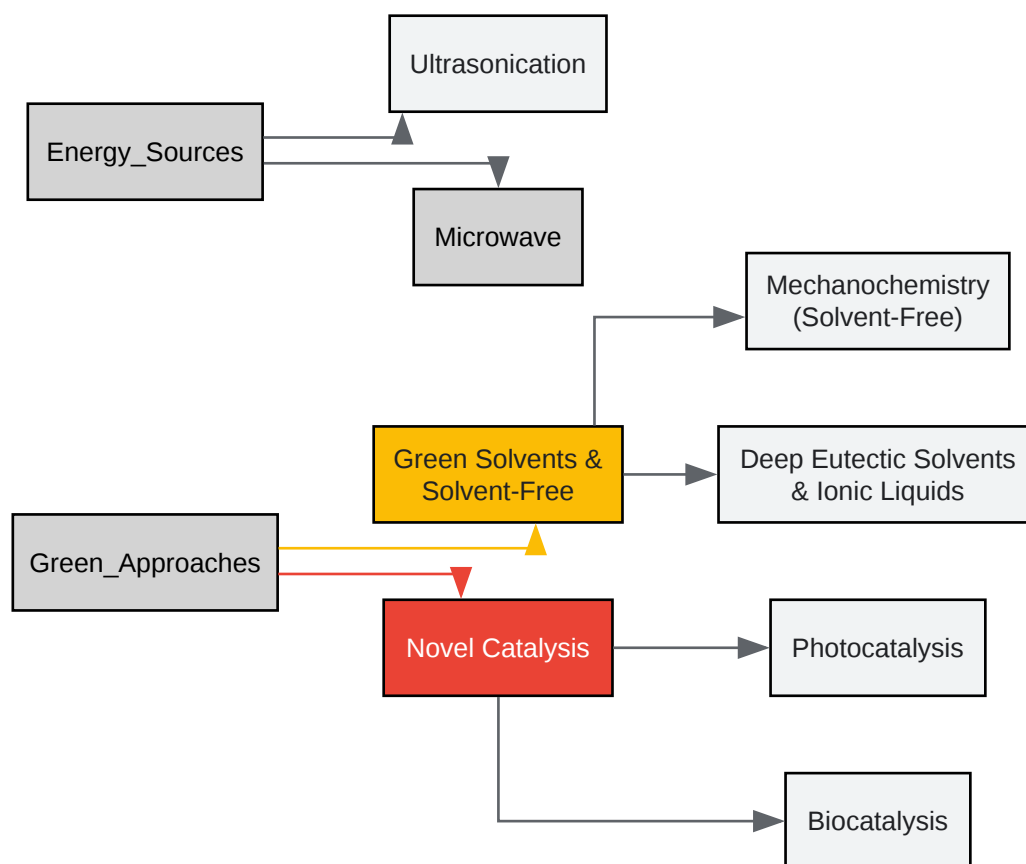 Ultrasonication
Energy_Sources
Microwave
Mechanochemistry
(Solvent-Free)
Green Solvents &
Solvent-Free
Deep Eutectic Solvents
& Ionic Liquids
Green_Approaches
Novel Catalysis
Photocatalysis
Biocatalysis